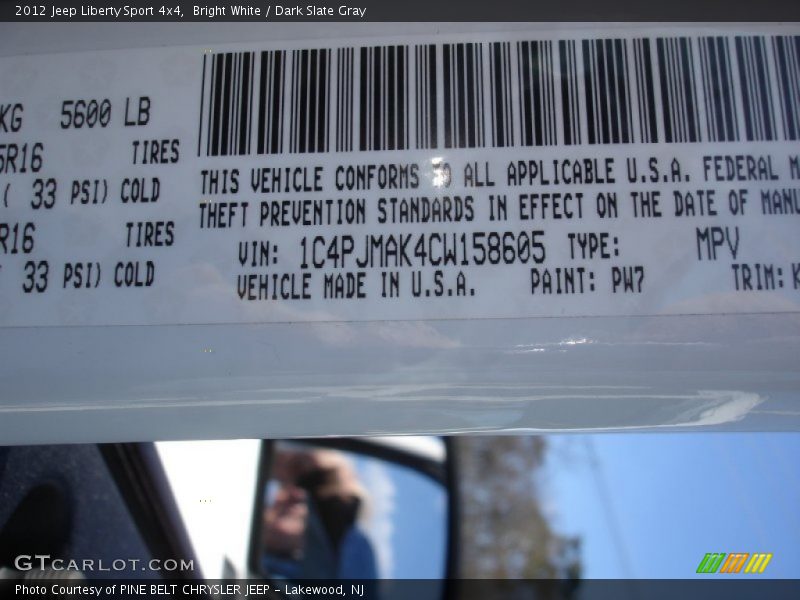 2012 Jeep Liberty Sport 4x4,  Bright White / Dark Slate Gray
KG 5600 LB
5R16 TIRES
( 33 PSI) COLD
R16 TIRES
33 PSI) COLD
THIS VEHICLE CONFORMS TO ALL APPLICABLE U.S.A. FEDERAL M
THEFT PREVENTION STANDARDS IN EFFECT ON THE DATE OF MANU
VIN: 1C4PJMAK4CW158605 TYPE: MPV
VEHICLE MADE IN U.S.A. PAINT: PW7 TRIM: K
GTCARLOT.COM
Photo Courtesy of PINE BELT CHRYSLER JEEP - Lakewood, NJ